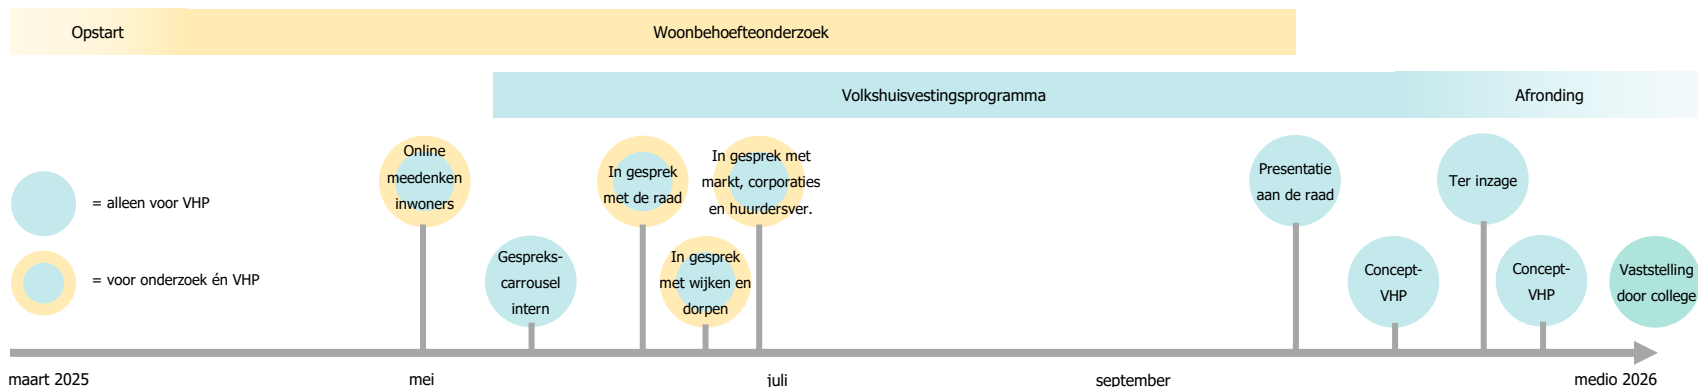 Opstart
Woonbehoefteonderzoek
Volkshuisvestingsprogramma
Afronding
= alleen voor VHP
= voor onderzoek én VHP
Online
meedenken
inwoners
Gespreks-
carrousel
intern
In gesprek
met de raad
In gesprek
met wijken en
dorpen
In gesprek met
markt, corporaties
en huurdersver.
Presentatie
aan de raad
Concept-
VHP
Ter inzage
Concept-
VHP
Vaststelling
door college
maart 2025
mei
juli
september
medio 2026